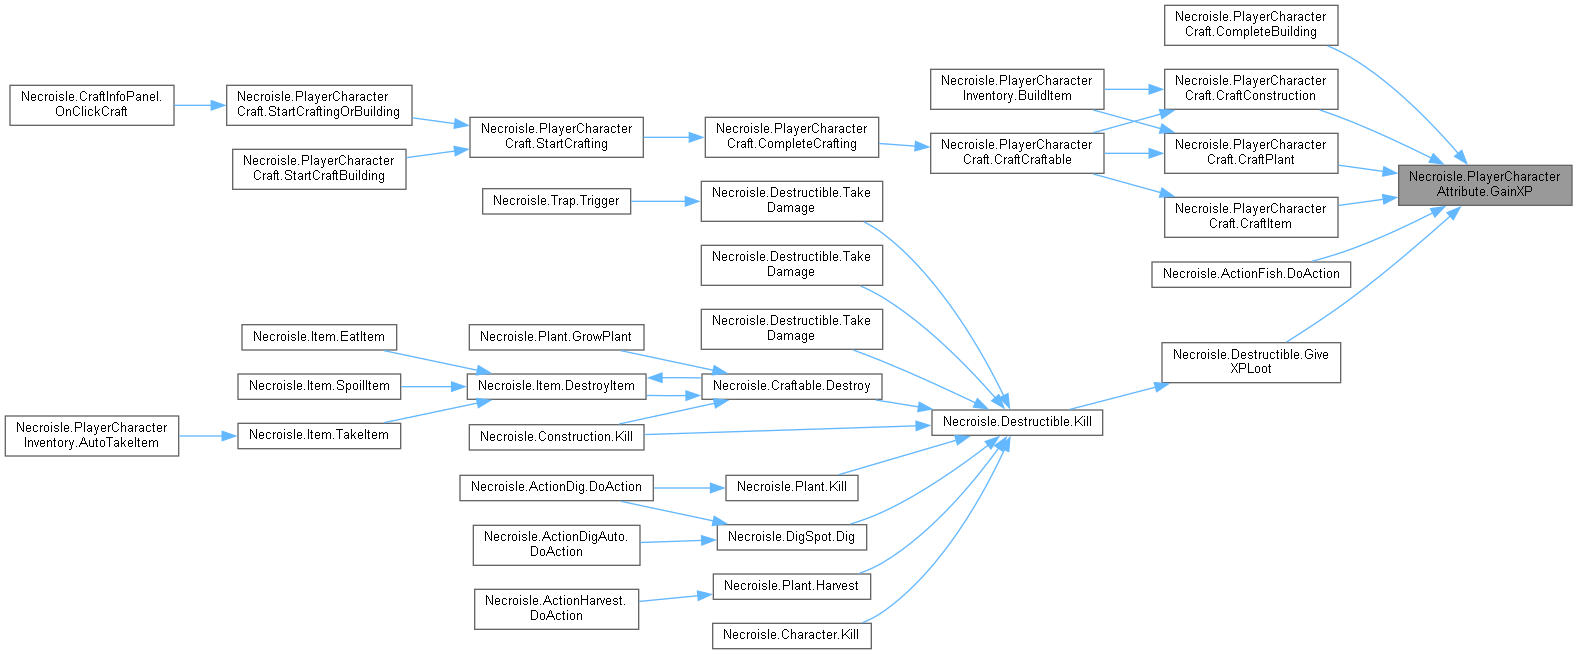 Necroisle.PlayerCharacter
Craft.CompleteBuilding
Necroisle.CraftInfoPanel.
OnClickCraft
Necroisle.PlayerCharacter
Craft.StartCraftingOrBuilding
Necroisle.PlayerCharacter
Craft.StartCraftBuilding
Necroisle.PlayerCharacter
Craft.StartCrafting
Necroisle.PlayerCharacter
Craft.CompleteCrafting
Necroisle.PlayerCharacter
Inventory.BuildItem
Necroisle.PlayerCharacter
Craft.CraftCraftable
Necroisle.PlayerCharacter
Craft.CraftConstruction
Necroisle.PlayerCharacter
Craft.CraftPlant
Necroisle.PlayerCharacter
Craft.CraftItem
Necroisle.PlayerCharacter
Attribute.GainXP
Necroisle.ActionFish.DoAction
Necroisle.Trap.Trigger
Necroisle.Destructible.Take
Damage
Necroisle.Destructible.Take
Damage
Necroisle.Destructible.Take
Damage
Necroisle.Destructible.Give
XPLoot
Necroisle.Item.EatItem
Necroisle.Plant.GrowPlant
Necroisle.Item.SpoilItem
Necroisle.Item.DestroyItem
Necroisle.Craftable.Destroy
Necroisle.PlayerCharacter
Inventory.AutoTakeItem
Necroisle.Item.TakeItem
Necroisle.Construction.Kill
Necroisle.Destructible.Kill
Necroisle.ActionDig.DoAction
Necroisle.Plant.Kill
Necroisle.ActionDigAuto.
DoAction
Necroisle.DigSpot.Dig
Necroisle.ActionHarvest.
DoAction
Necroisle.Plant.Harvest
Necroisle.Character.Kill